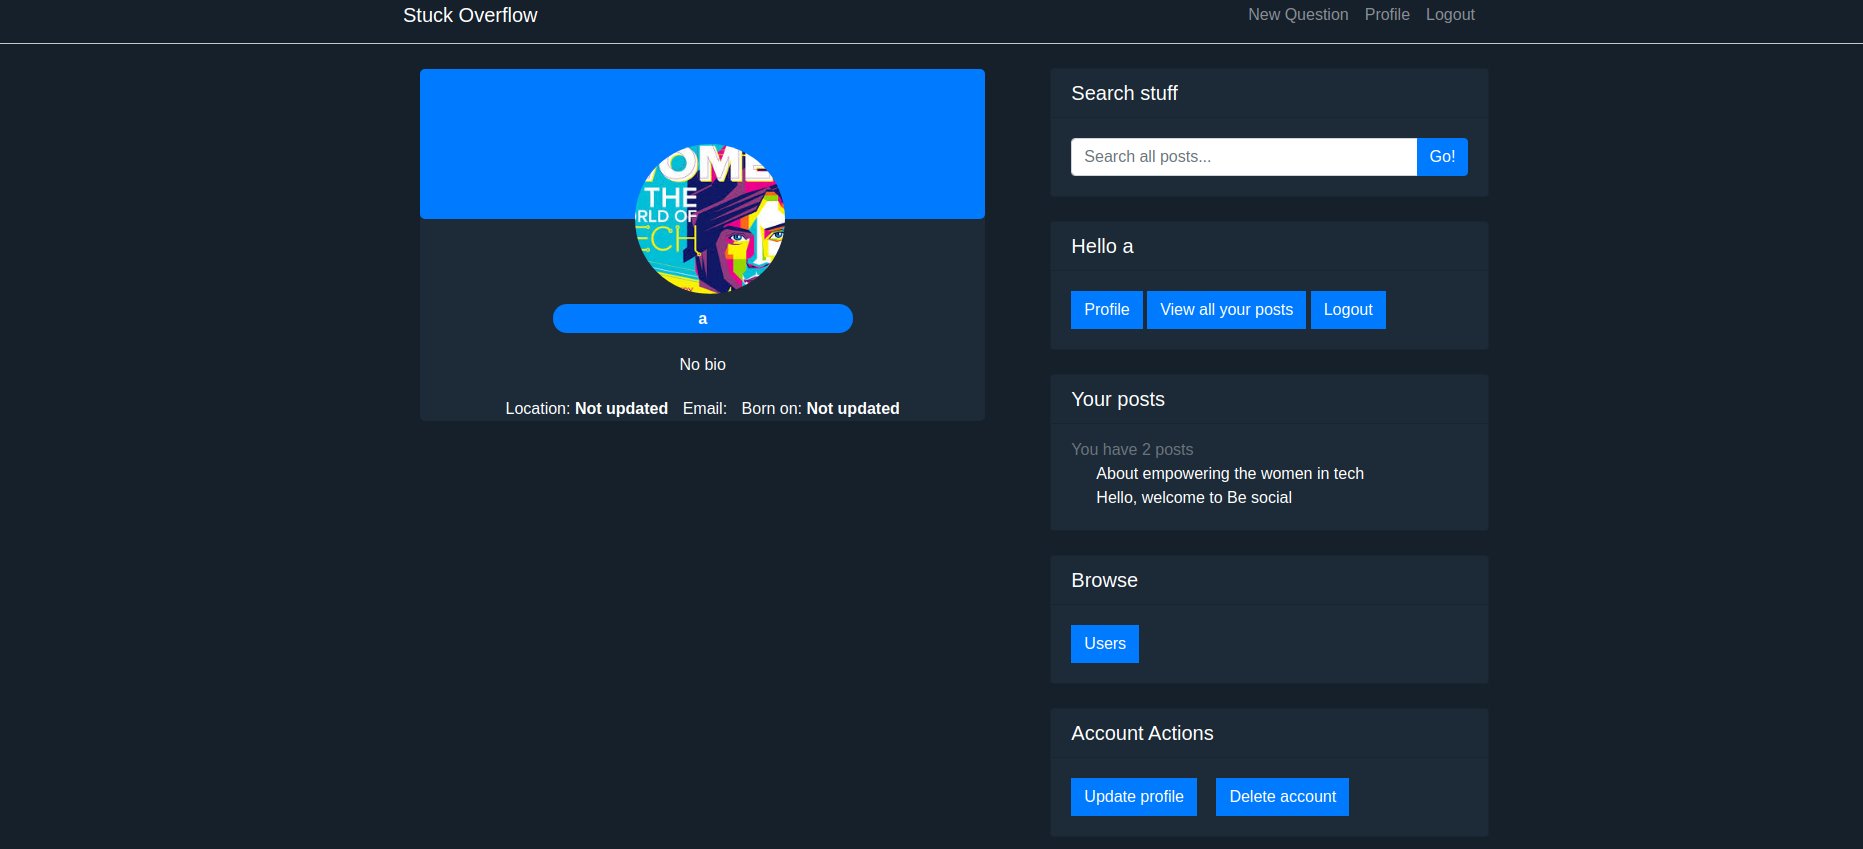 Stuck Overflow
New Question Profile Logout
OME
THE
RLD OF
ECH
a
No bio
Location: Not updated Email: Born on: Not updated
Search stuff
Search all posts... Go!
Hello a
Profile View all your posts Logout
Your posts
You have 2 posts
About empowering the women in tech
Hello, welcome to Be social
Browse
Users
Account Actions
Update profile Delete account